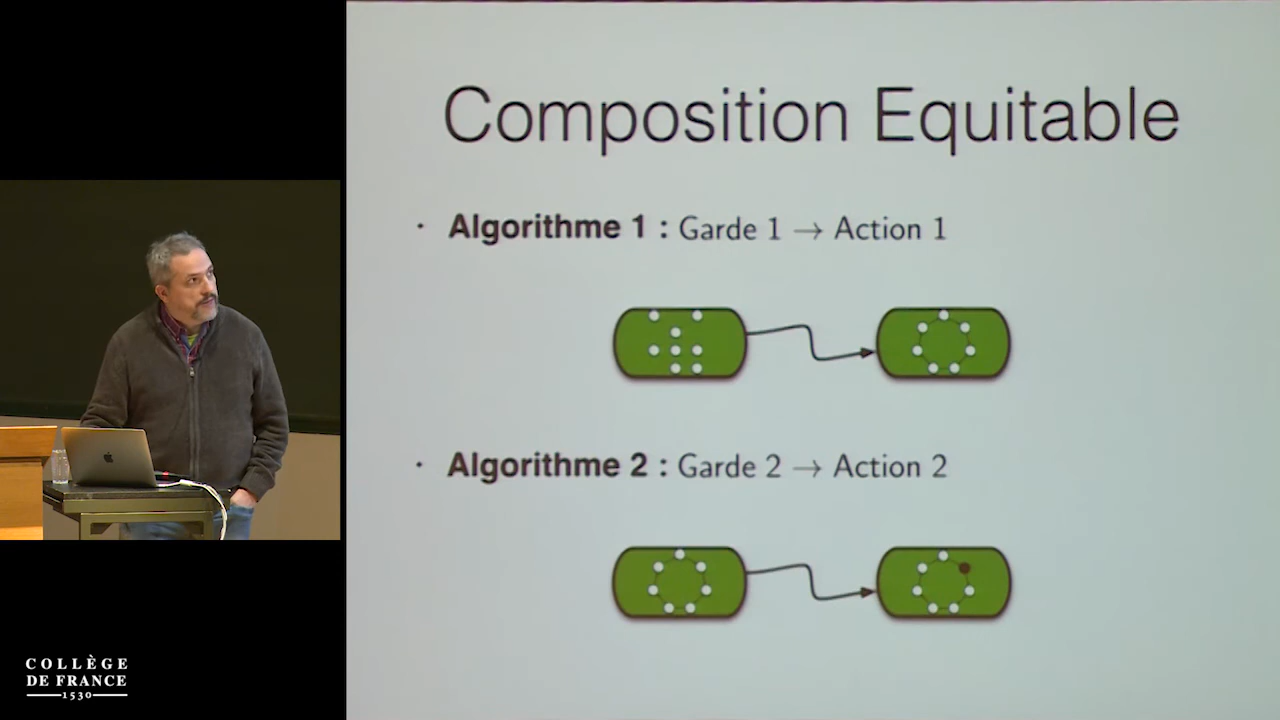 Composition Equitable
· Algorithme 1 : Garde 1 → Action 1
· Algorithme 2 : Garde 2 → Action 2
COLLÈGE
DE FRANCE
1530